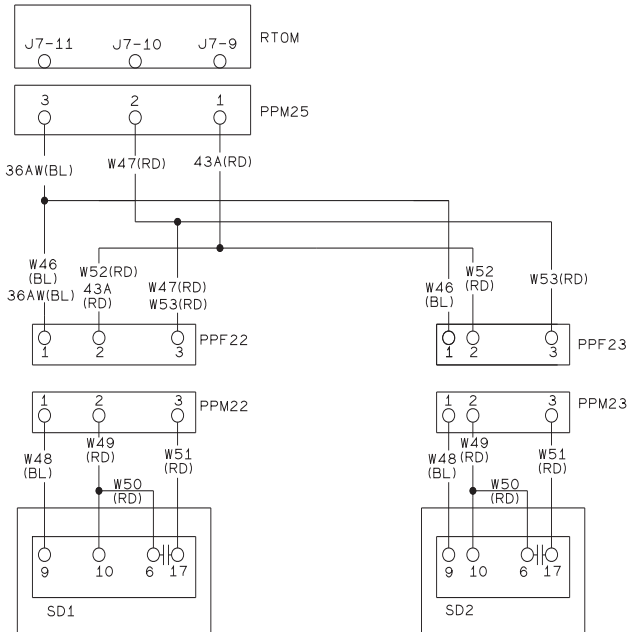 J7-11 J7-10 J7-9 RTOM
3 2 1 PPM25
36AW(BL) W47(RD) 43A(RD)
W46
(BL)
36AW(BL)
W52(RD)
43A
(RD)
W47(RD)
W53(RD)
W46
(BL)
W52
(RD)
W53(RD)
1 2 3 PPF22
1 2 3 PPF23
1 2 3 PPM22
1 2 3 PPM23
W48
(BL)
W49
(RD)
W50
(RD)
W51
(RD)
W48
(BL)
W49
(RD)
W50
(RD)
W51
(RD)
9 10 6 17
SD1
9 10 6 17
SD2